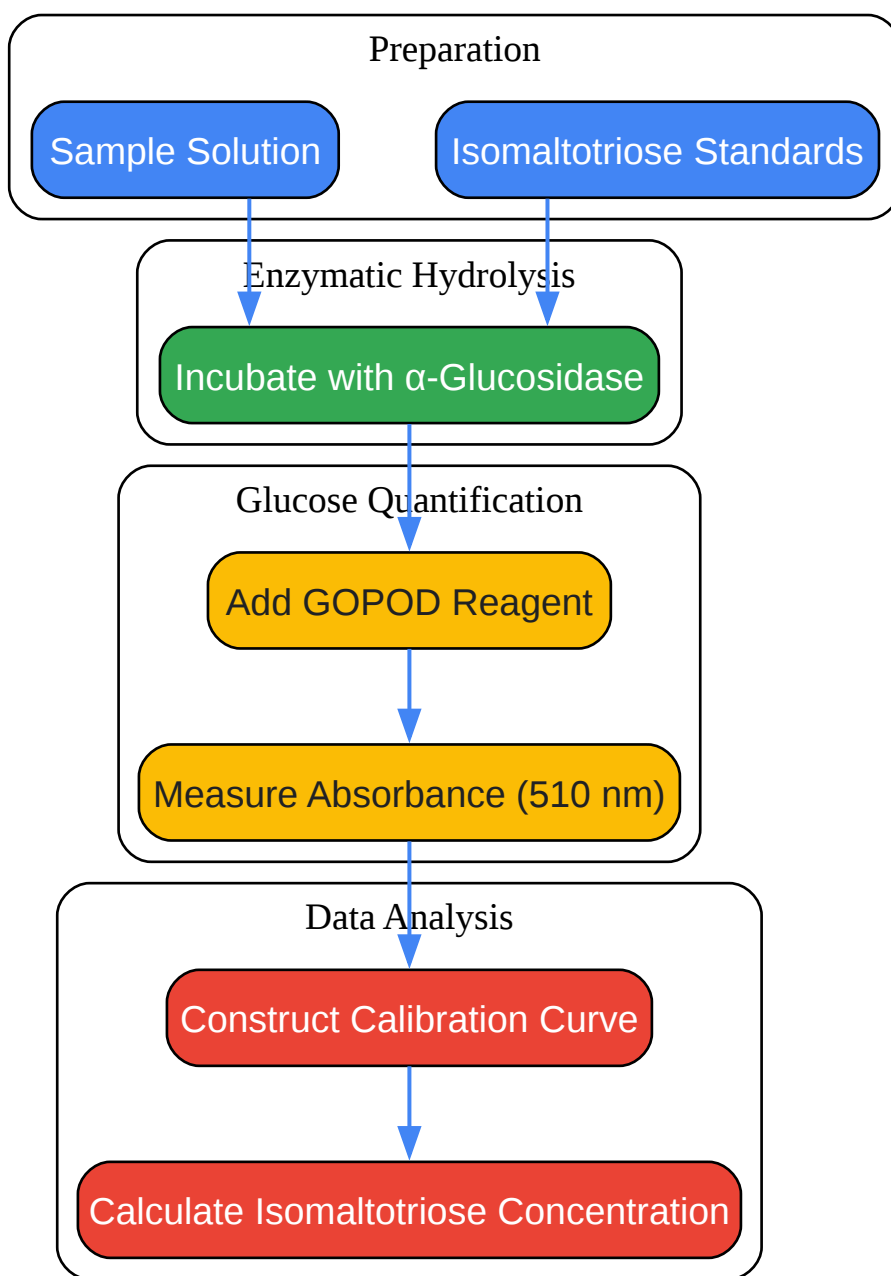 Preparation
Sample Solution
Isomaltotriose Standards
Enzymatic Hydrolysis
Incubate with α-Glucosidase
Glucose Quantification
Add GOPOD Reagent
Measure Absorbance (510 nm)
Data Analysis
Construct Calibration Curve
Calculate Isomaltotriose Concentration